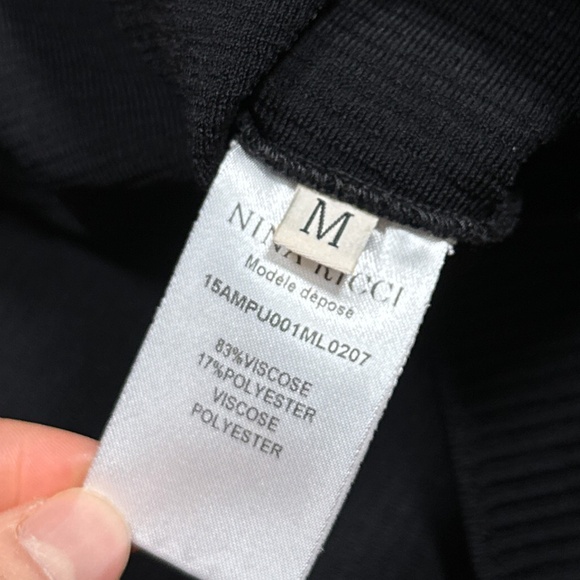 M
NINA RICCI
Modèle déposé
15AMPU001ML0207
83%VISCOSE
17%POLYESTER
VISCOSE
POLYESTER